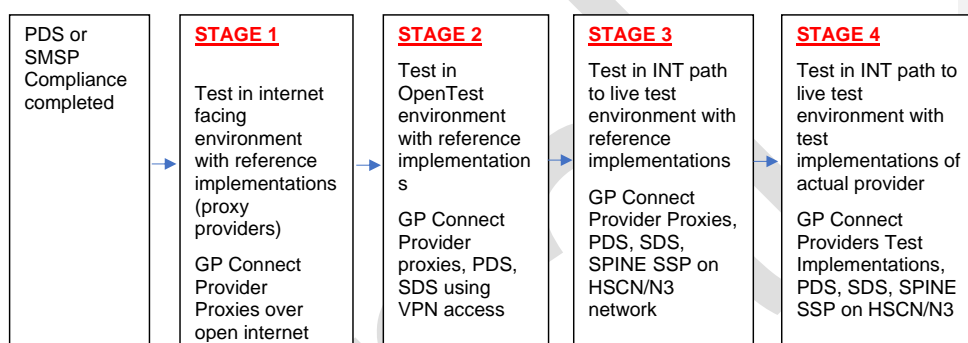 PDS or
SMSP
Compliance
completed
STAGE 1
Test in internet
facing
environment
with reference
implementations
(proxy
providers)
GP Connect
Provider
Proxies over
open internet
STAGE 2
Test in
OpenTest
environment
with reference
implementation
s
GP Connect
Provider
proxies, PDS,
SDS using
VPN access
STAGE 3
Test in INT path
to live test
environment with
reference
implementations
GP Connect
Provider Proxies,
PDS, SDS,
SPINE SSP on
HSCN/N3
network
STAGE 4
Test in INT path to
live test
environment with
test
implementations of
actual provider
GP Connect
Providers Test
Implementations,
PDS, SDS, SPINE
SSP on HSCN/N3